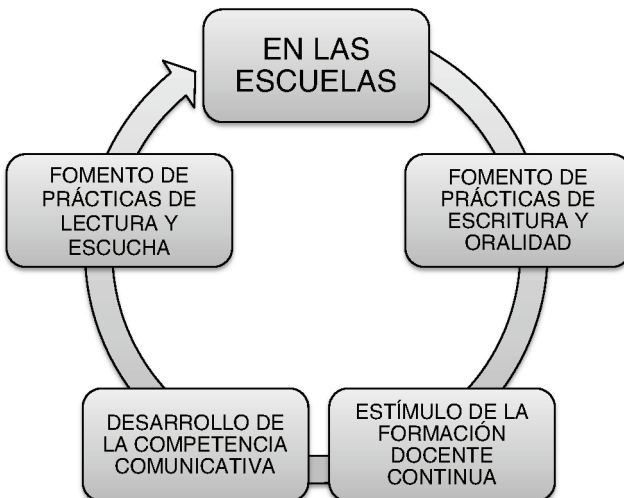 EN LAS
ESCUELAS
FOMENTO DE
PRÁCTICAS DE
ESCRITURA Y
ORALIDAD
ESTÍMULO DE LA
FORMACIÓN
DOCENTE
CONTINUA
DESARROLLO DE
LA COMPETENCIA
COMUNICATIVA
FOMENTO DE
PRÁCTICAS DE
LECTURA Y
ESCUCHA